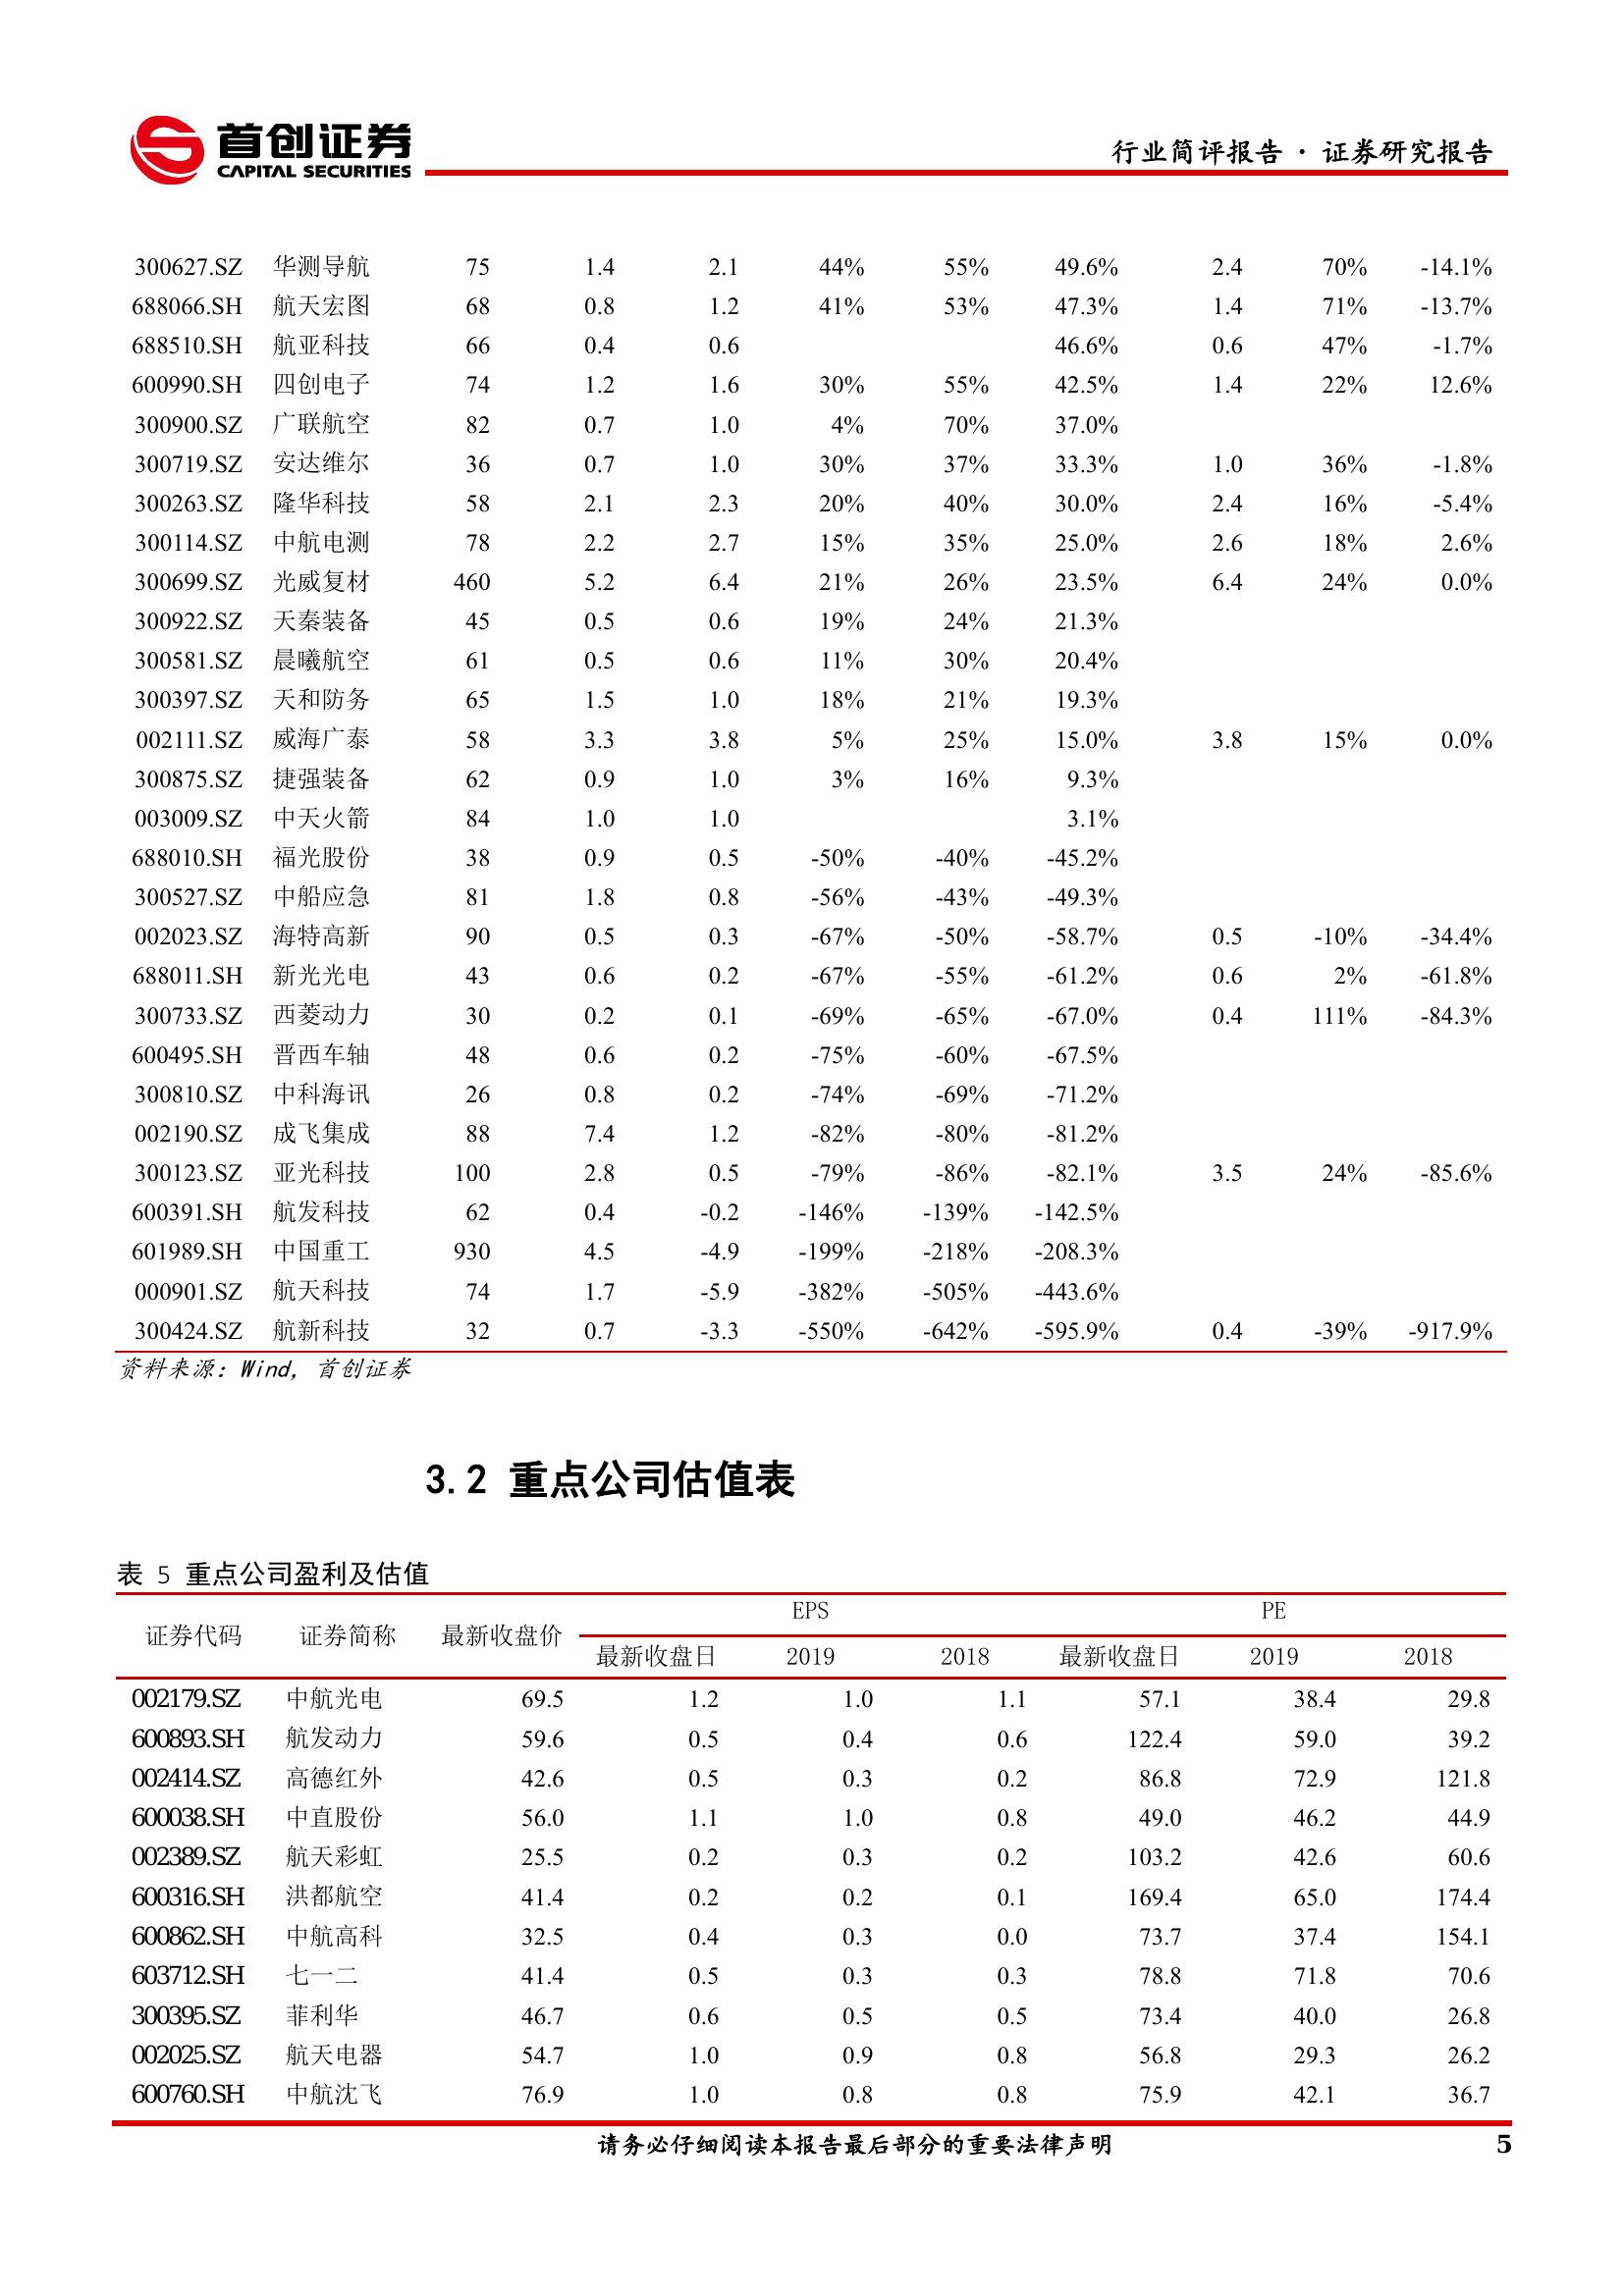 首创证券
CAPITAL SECURITIES
行业简评报告 · 证券研究报告
300627.SZ 华测导航 75 1.4 2.1 44% 55% 49.6% 2.4 70% -14.1%
688066.SH 航天宏图 68 0.8 1.2 41% 53% 47.3% 1.4 71% -13.7%
688510.SH 航亚科技 66 0.4 0.6 46.6% 0.6 47% -1.7%
600990.SH 四创电子 74 1.2 1.6 30% 55% 42.5% 1.4 22% 12.6%
300900.SZ 广联航空 82 0.7 1.0 4% 70% 37.0%
300719.SZ 安达维尔 36 0.7 1.0 30% 37% 33.3% 1.0 36% -1.8%
300263.SZ 隆华科技 58 2.1 2.3 20% 40% 30.0% 2.4 16% -5.4%
300114.SZ 中航电测 78 2.2 2.7 15% 35% 25.0% 2.6 18% 2.6%
300699.SZ 光威复材 460 5.2 6.4 21% 26% 23.5% 6.4 24% 0.0%
300922.SZ 天秦装备 45 0.5 0.6 19% 24% 21.3%
300581.SZ 晨曦航空 61 0.5 0.6 11% 30% 20.4%
300397.SZ 天和防务 65 1.5 1.0 18% 21% 19.3%
002111.SZ 威海广泰 58 3.3 3.8 5% 25% 15.0% 3.8 15% 0.0%
300875.SZ 捷强装备 62 0.9 1.0 3% 16% 9.3%
003009.SZ 中天火箭 84 1.0 1.0 3.1%
688010.SH 福光股份 38 0.9 0.5 -50% -40% -45.2%
300527.SZ 中船应急 81 1.8 0.8 -56% -43% -49.3%
002023.SZ 海特高新 90 0.5 0.3 -67% -50% -58.7% 0.5 -10% -34.4%
688011.SH 新光光电 43 0.6 0.2 -67% -55% -61.2% 0.6 2% -61.8%
300733.SZ 西菱动力 30 0.2 0.1 -69% -65% -67.0% 0.4 111% -84.3%
600495.SH 晋西车轴 48 0.6 0.2 -75% -60% -67.5%
300810.SZ 中科海讯 26 0.8 0.2 -74% -69% -71.2%
002190.SZ 成飞集成 88 7.4 1.2 -82% -80% -81.2%
300123.SZ 亚光科技 100 2.8 0.5 -79% -86% -82.1% 3.5 24% -85.6%
600391.SH 航发科技 62 0.4 -0.2 -146% -139% -142.5%
601989.SH 中国重工 930 4.5 -4.9 -199% -218% -208.3%
000901.SZ 航天科技 74 1.7 -5.9 -382% -505% -443.6%
300424.SZ 航新科技 32 0.7 -3.3 -550% -642% -595.9% 0.4 -39% -917.9%
资料来源：Wind，首创证券
3.2 重点公司估值表
表 5 重点公司盈利及估值
证券代码 证券简称 最新收盘价 EPS PE
最新收盘日 2019 2018 最新收盘日 2019 2018
002179.SZ 中航光电 69.5 1.2 1.0 1.1 57.1 38.4 29.8
600893.SH 航发动力 59.6 0.5 0.4 0.6 122.4 59.0 39.2
002414.SZ 高德红外 42.6 0.5 0.3 0.2 86.8 72.9 121.8
600038.SH 中直股份 56.0 1.1 1.0 0.8 49.0 46.2 44.9
002389.SZ 航天彩虹 25.5 0.2 0.3 0.2 103.2 42.6 60.6
600316.SH 洪都航空 41.4 0.2 0.2 0.1 169.4 65.0 174.4
600862.SH 中航高科 32.5 0.4 0.3 0.0 73.7 37.4 154.1
603712.SH 七一二 41.4 0.5 0.3 0.3 78.8 71.8 70.6
300395.SZ 菲利华 46.7 0.6 0.5 0.5 73.4 40.0 26.8
002025.SZ 航天电器 54.7 1.0 0.9 0.8 56.8 29.3 26.2
600760.SH 中航沈飞 76.9 1.0 0.8 0.8 75.9 42.1 36.7
请务必仔细阅读本报告最后部分的重要法律声明 5